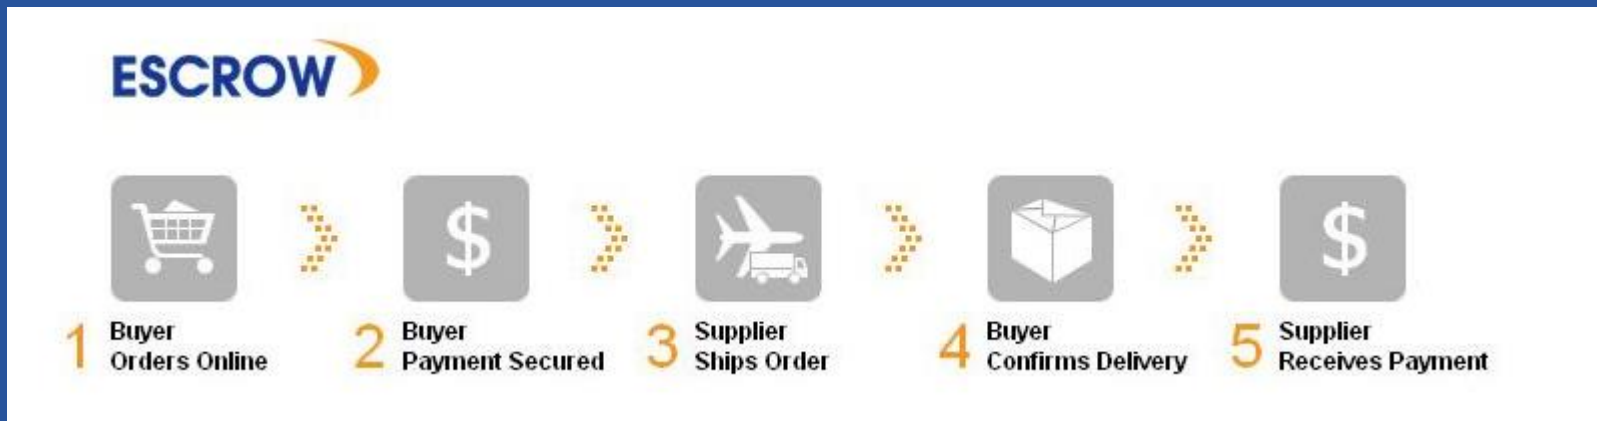 ESCROW
1 Buyer
Orders Online
2 Buyer
Payment Secured
3 Supplier
Ships Order
4 Buyer
Confirms Delivery
5 Supplier
Receives Payment